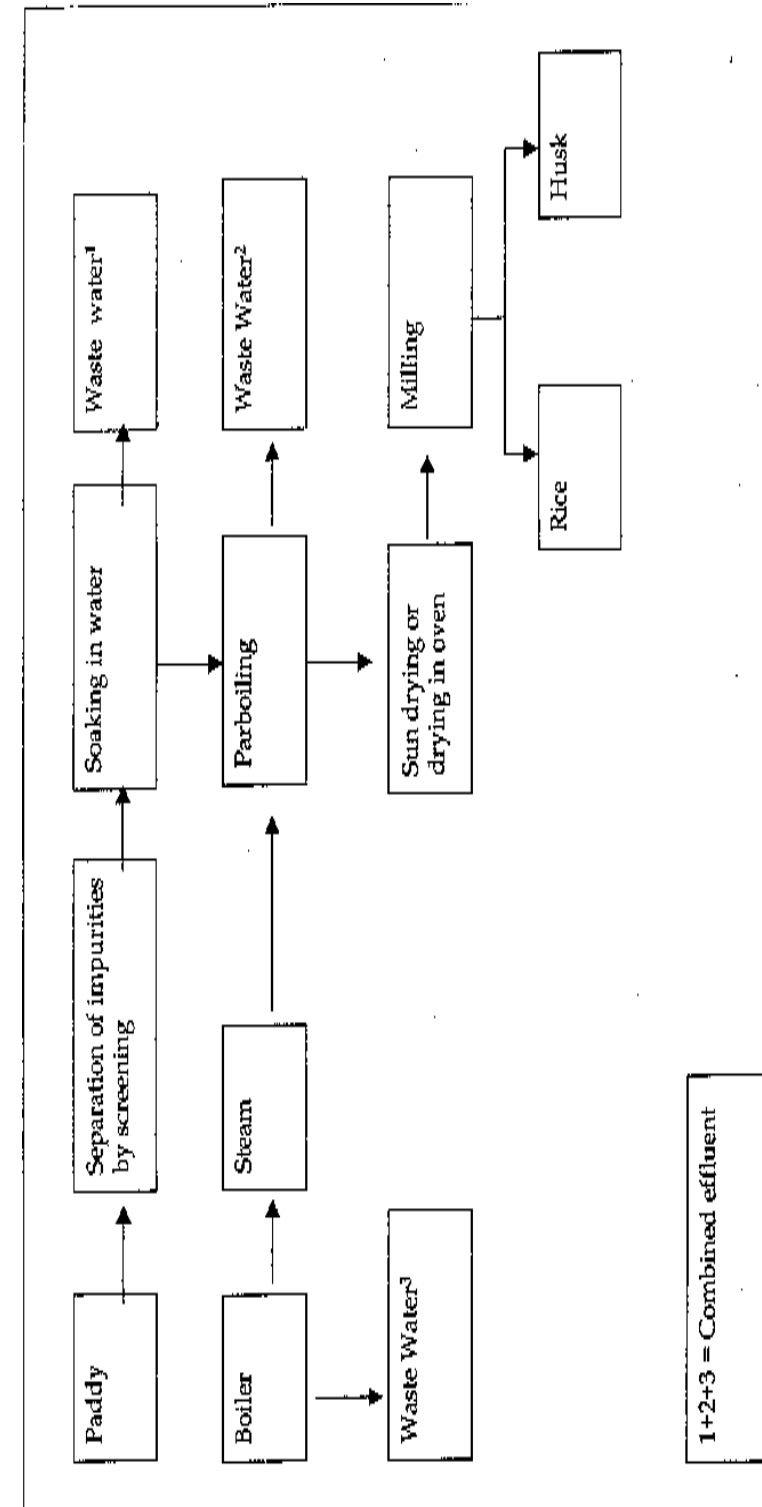 Paddy
Separation of impurities
by screening
Soaking in water
Waste water¹
Boiler
Steam
Parboiling
Waste Water²
Waste Water³
Sun drying or
drying in oven
Milling
Rice
Husk
1+2+3 = Combined effluent